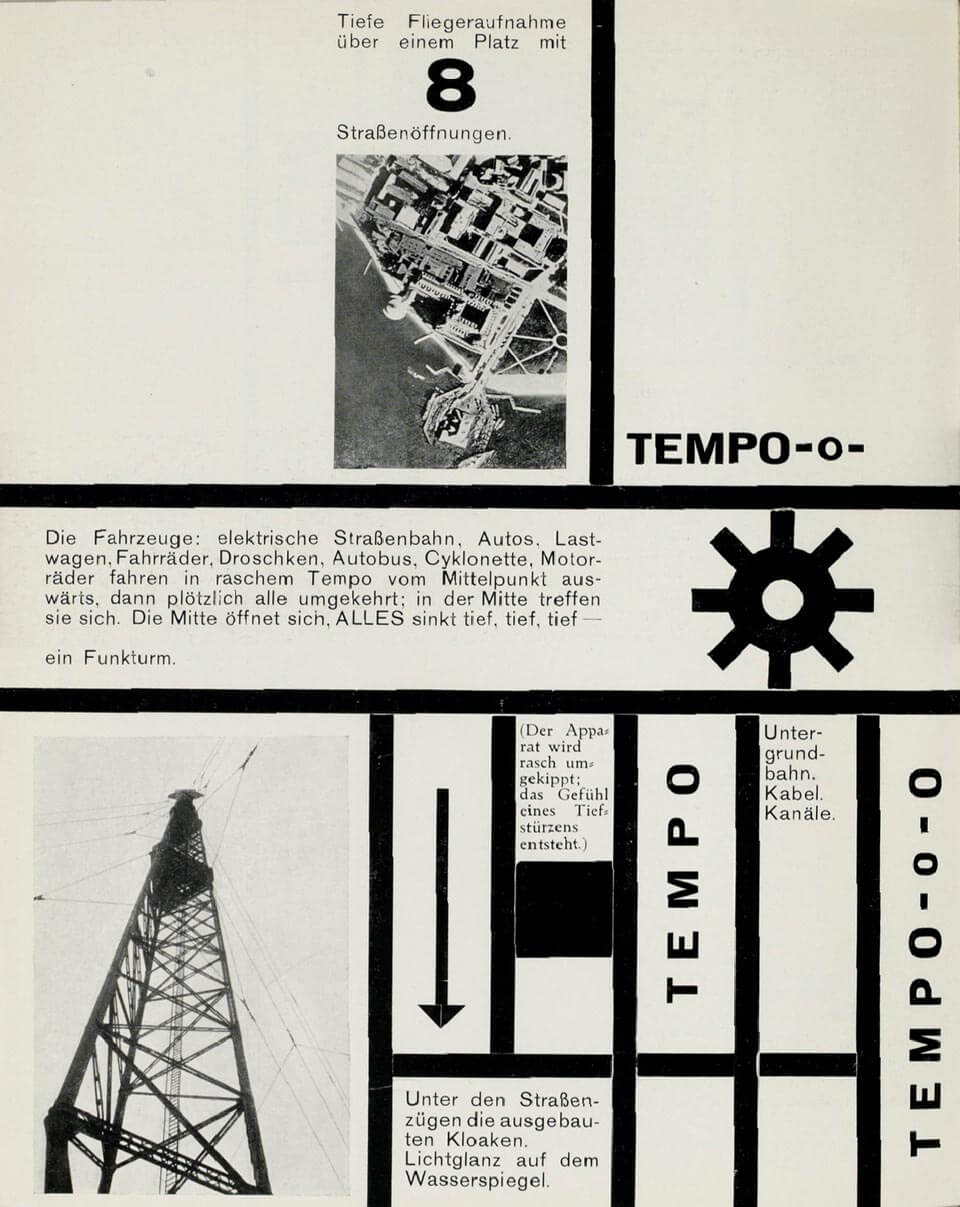 Tiefe Fliegeraufnahme
über einem Platz mit
8
Straßenöffnungen.
TEMPO-o-
Die Fahrzeuge: elektrische Straßenbahn, Autos, Last-
wagen, Fahrräder, Droschken, Autobus, Cyklonette, Motor-
räder fahren in raschem Tempo vom Mittelpunkt aus-
wärts, dann plötzlich alle umgekehrt; in der Mitte treffen
sie sich. Die Mitte öffnet sich, ALLES sinkt tief, tief, tief —
ein Funkturm.
(Der Appa-
rat wird
rasch um-
gekippt;
das Gefühl
eines Tief-
stürzens
entsteht.)
TEMPO
Unter-
grund-
bahn.
Kabel.
Kanäle.
TEMPO-o-O
Unter den Straßen-
zügen die ausgebau-
ten Kloaken.
Lichtglanz auf dem
Wasserspiegel.